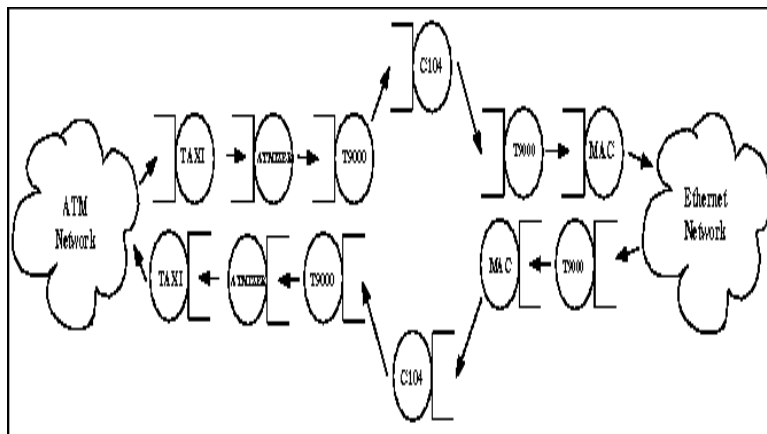 C104
TAXI
ATMIZER
T9000
T9000
MAC
ATM
Network
Ethernet
Network
TAXI
ATMIZER
T9000
MAC
T9000
C104